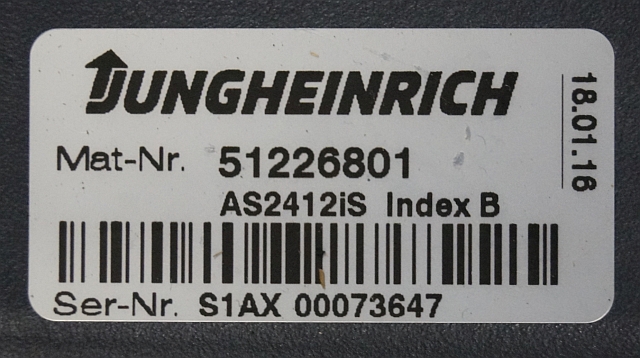 JUNGHEINRICH
Mat-Nr. 51226801
AS2412iS Index B
Ser-Nr. S1AX 00073647
18.01.16